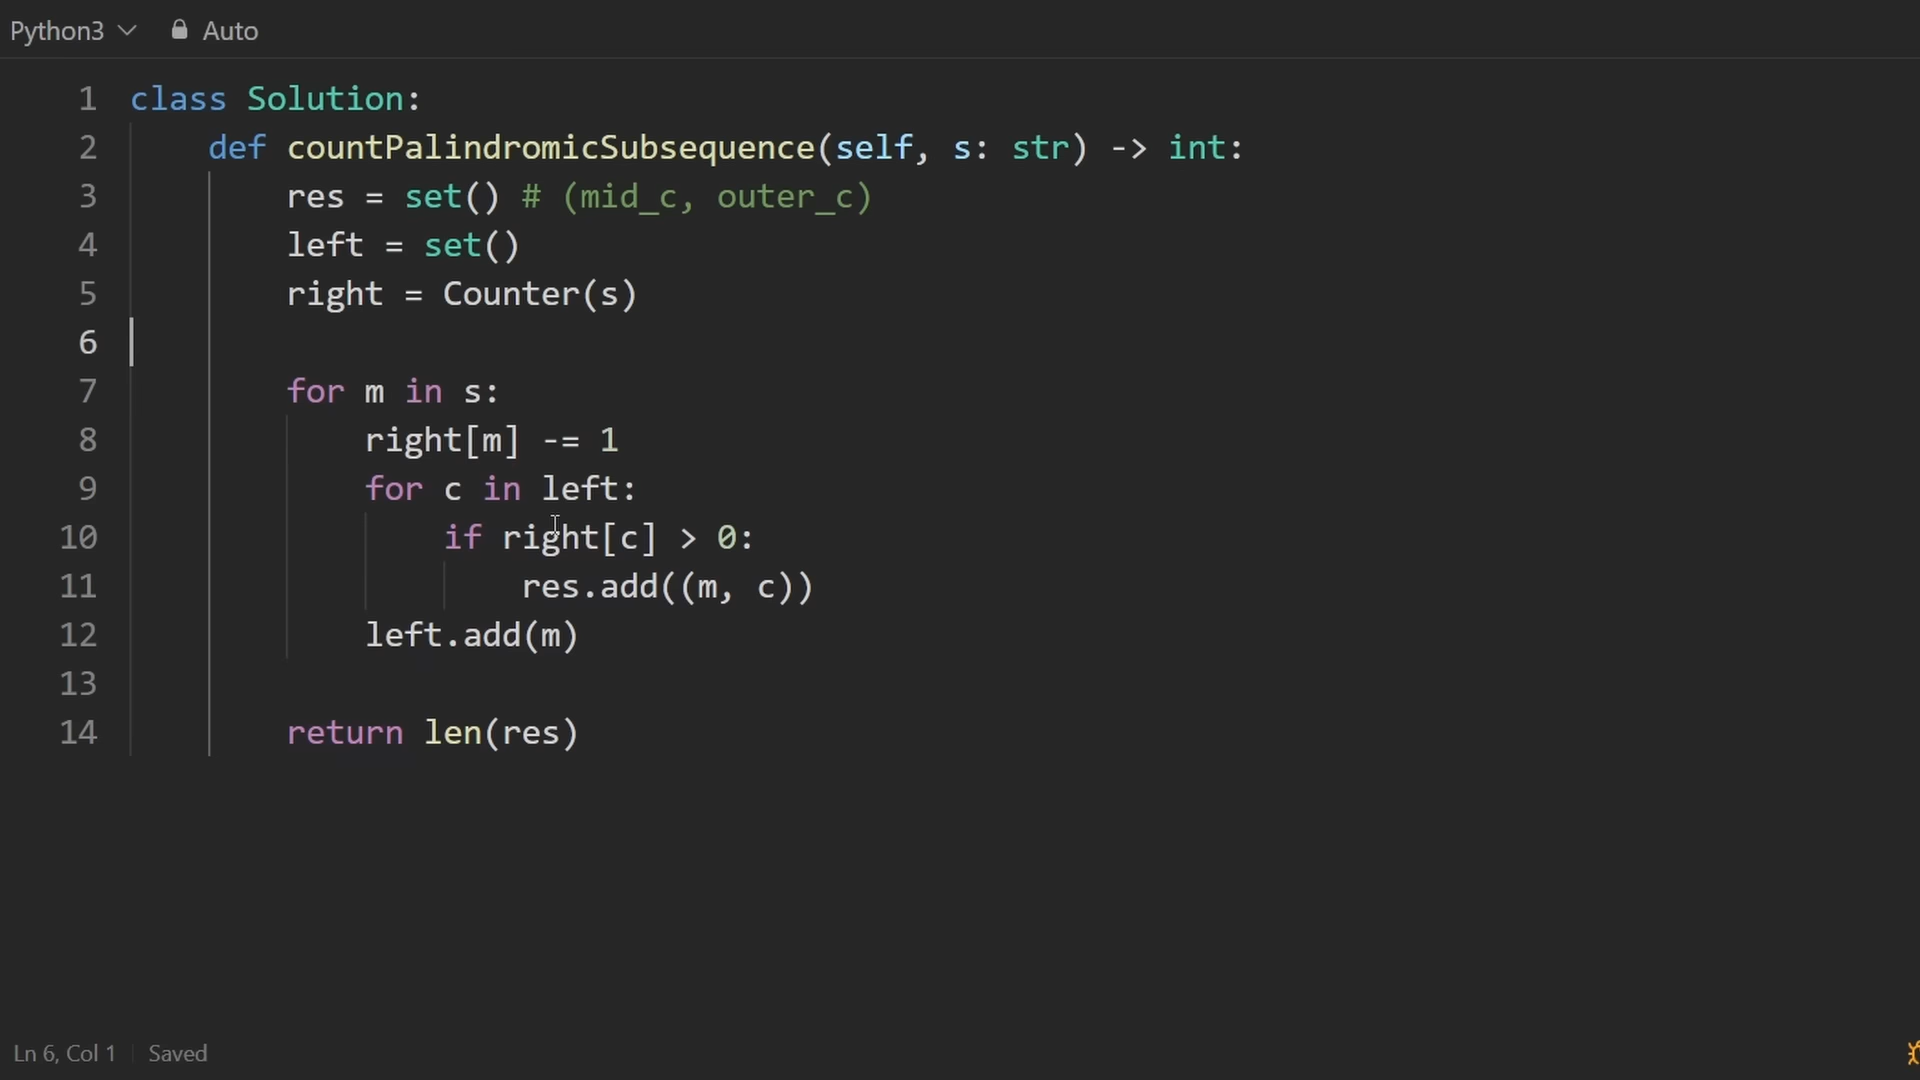 Python3 Auto
1 class Solution:
2 def countPalindromicSubsequence(self, s: str) -> int:
3 res = set() # (mid_c, outer_c)
4 left = set()
5 right = Counter(s)
6
7 for m in s:
8 right[m] -= 1
9 for c in left:
10 if right[c] > 0:
11 res.add((m, c))
12 left.add(m)
13
14 return len(res)
Ln 6, Col 1 Saved